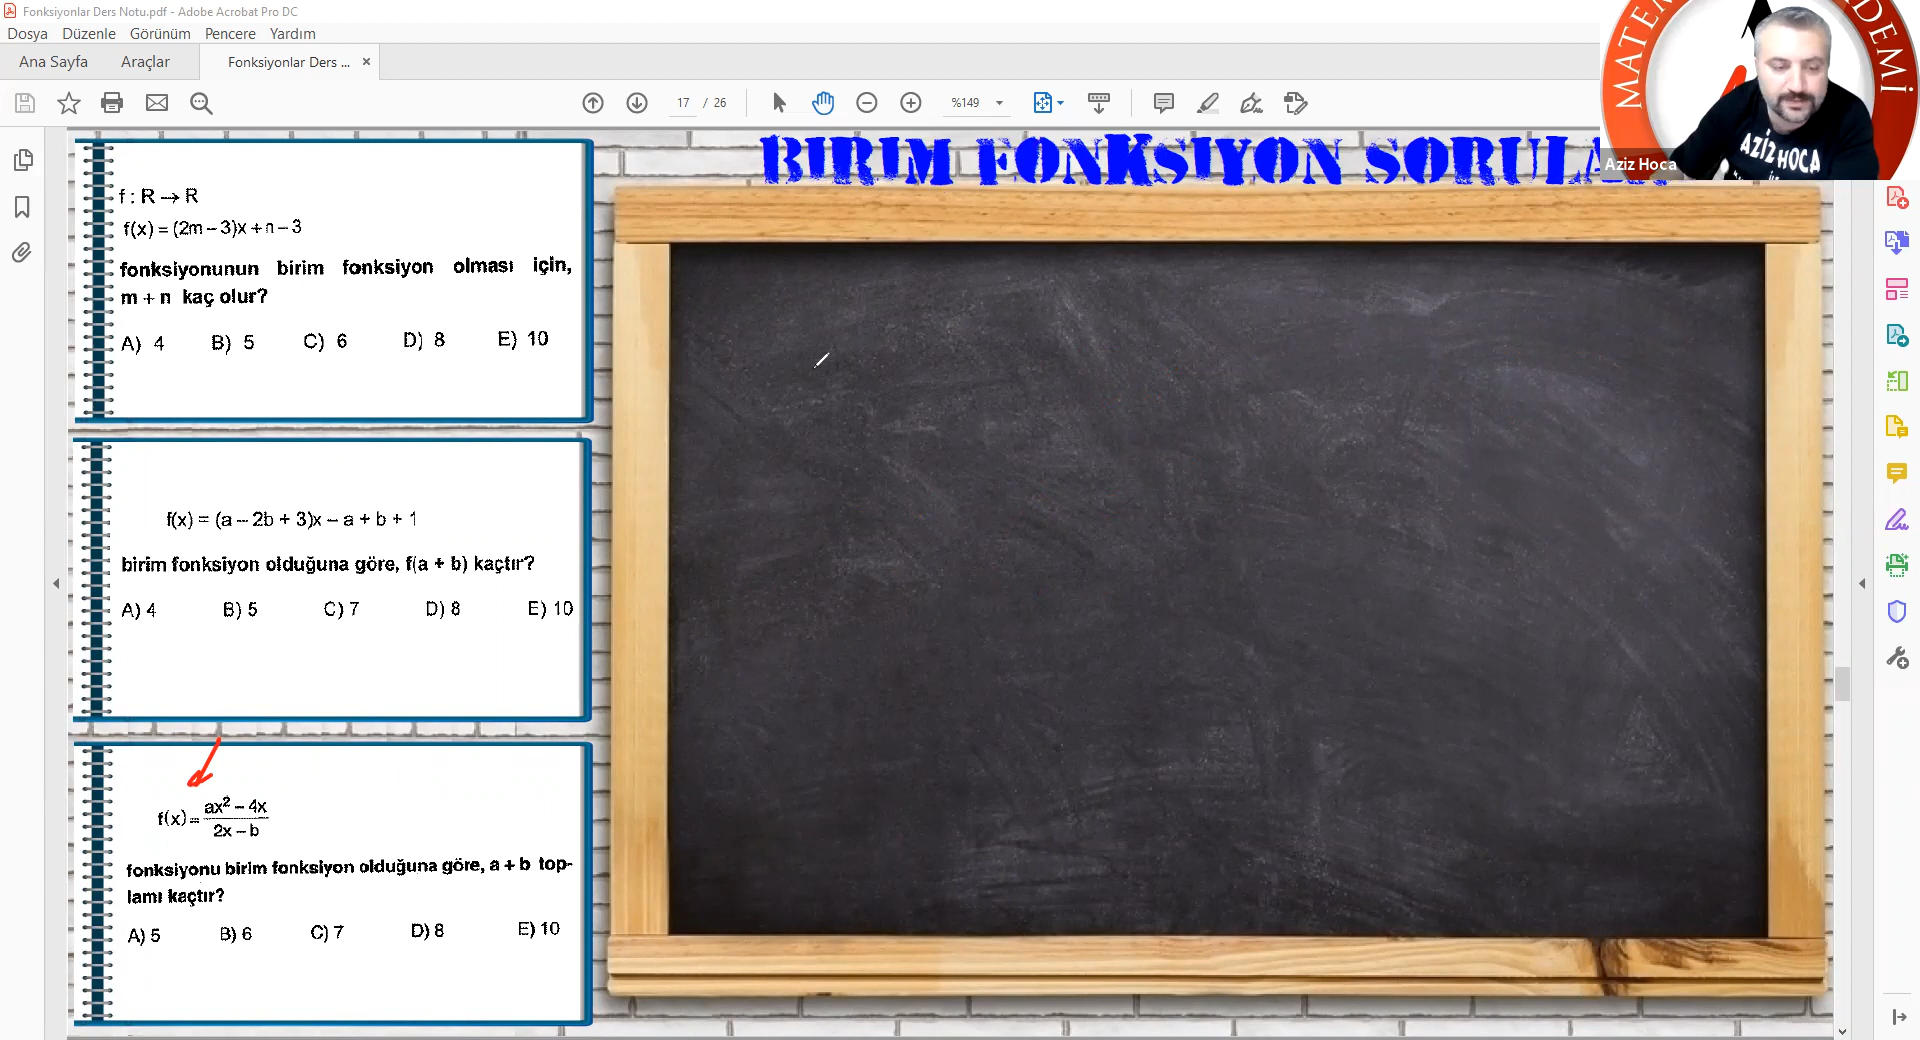 Fonksiyonlar Ders Notu.pdf - Adobe Acrobat Pro DC
Dosya Düzenle Görünüm Pencere Yardım
Ana Sayfa Araçlar Fonksiyonlar Ders ... ×
17 / 26 %149
MATEM
DEMİ
AZİZ HOCA
Aziz Hoca
BIRIM FONKSIYON SORULAR
f : R → R
f(x) = (2m – 3)x + n – 3
fonksiyonunun birim fonksiyon olması için,
m + n kaç olur?
A) 4 B) 5 C) 6 D) 8 E) 10
f(x) = (a – 2b + 3)x – a + b + 1
birim fonksiyon olduğuna göre, f(a + b) kaçtır?
A) 4 B) 5 C) 7 D) 8 E) 10
f(x) = (ax² – 4x) / (2x – b)
fonksiyonu birim fonksiyon olduğuna göre, a + b top-
lamı kaçtır?
A) 5 B) 6 C) 7 D) 8 E) 10